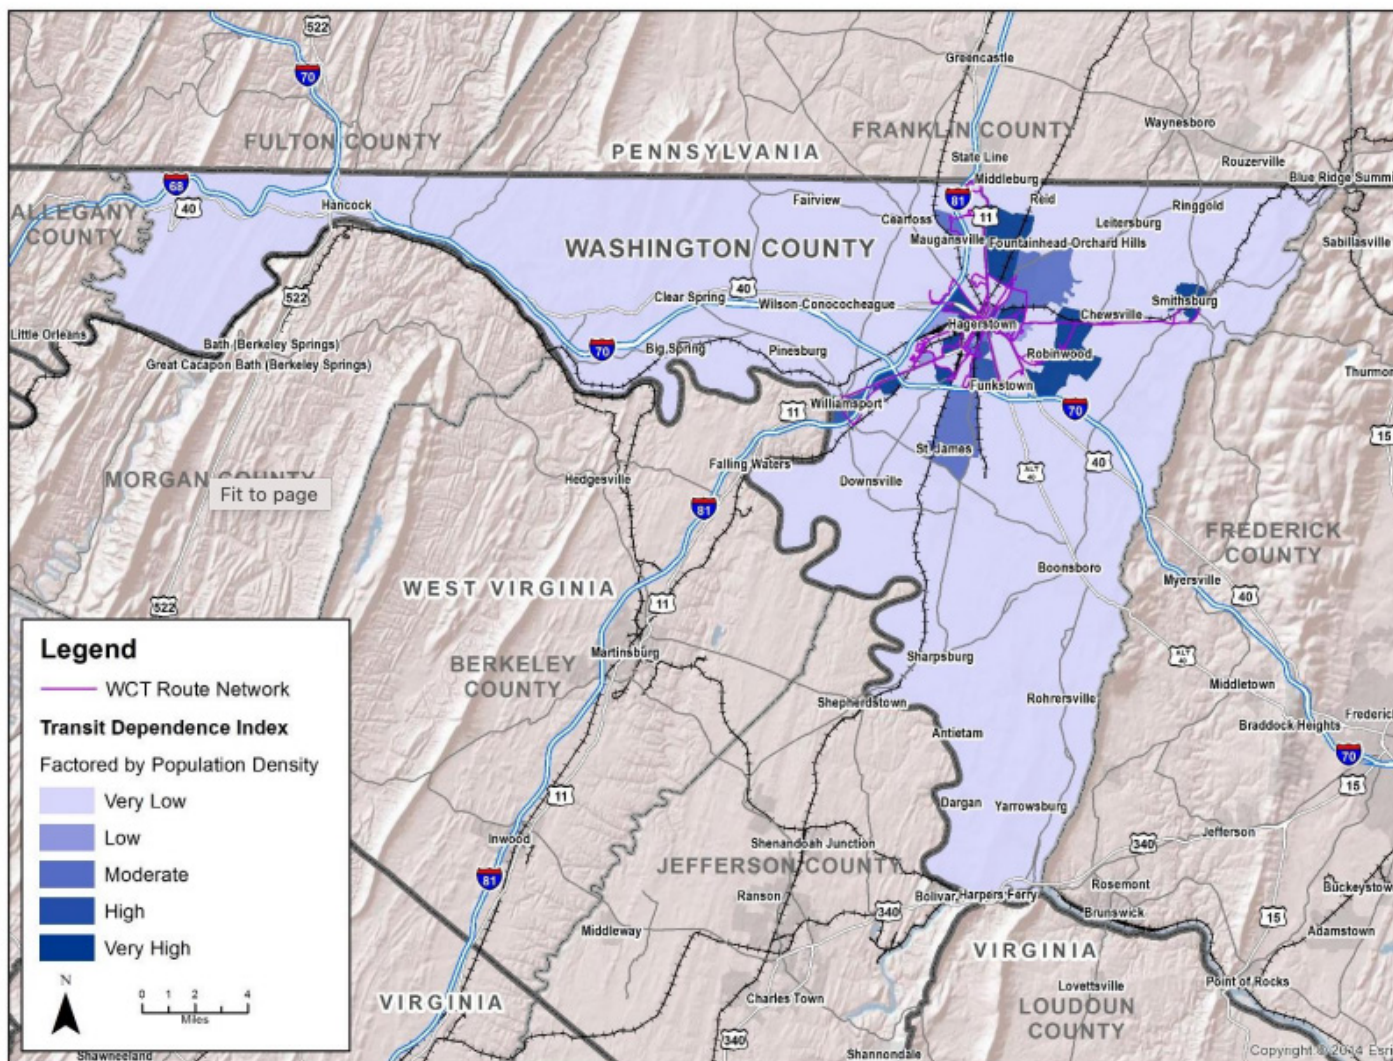 522
70
Greencastle
Waynesboro
FULTON COUNTY
FRANKLIN COUNTY
PENNSYLVANIA
State Line
Rouzerville
Middleburg
Blue Ridge Summi
68
81
Reid
Fairview
Hancock
ALLEGANY
COUNTY
40
Cearfoss
11
Leitersburg
Ringgold
WASHINGTON COUNTY
Maugansville
Fountainhead-Orchard Hills
Sabillasville
522
Clear Spring
40
Wilson-Conococheague
Smithsburg
Chewsville
Hagerstown
Little Orleans
Bath (Berkeley Springs)
70
Big Spring
Pinesburg
Robinwood
Great Cacapon Bath (Berkeley Springs)
Thurmon
Funkstown
11
Williamsport
70
15
St. James
Falling Waters
40
ALT
40
MORGAN COUNTY
Hedgesville
Downsville
Fit to page
81
FREDERICK
COUNTY
Boonsboro
Myersville
WEST VIRGINIA
40
522
11
Legend
WCT Route Network
Transit Dependence Index
Factored by Population Density
Very Low
Low
Moderate
High
Very High
N
0 2 4
Miles
Martinsburg
BERKELEY
COUNTY
Sharpsburg
ALT
40
Middletown
Shepherdstown
Rohrersville
Frederick
Braddock Heights
Antietam
70
15
11
Dargan
Yarrowsburg
Inwood
Shenandoah Junction
Jefferson
340
JEFFERSON COUNTY
81
Ranson
Bolivar
Harpers Ferry
Rosemont
Buckeystow
340
Brunswick
15
Middleway
Adamstown
VIRGINIA
Point of Rocks
Lovettsville
Charles Town
VIRGINIA
LOUDOUN
COUNTY
340
Shannondale
Shawneeland
Copyright © 2014 Esri